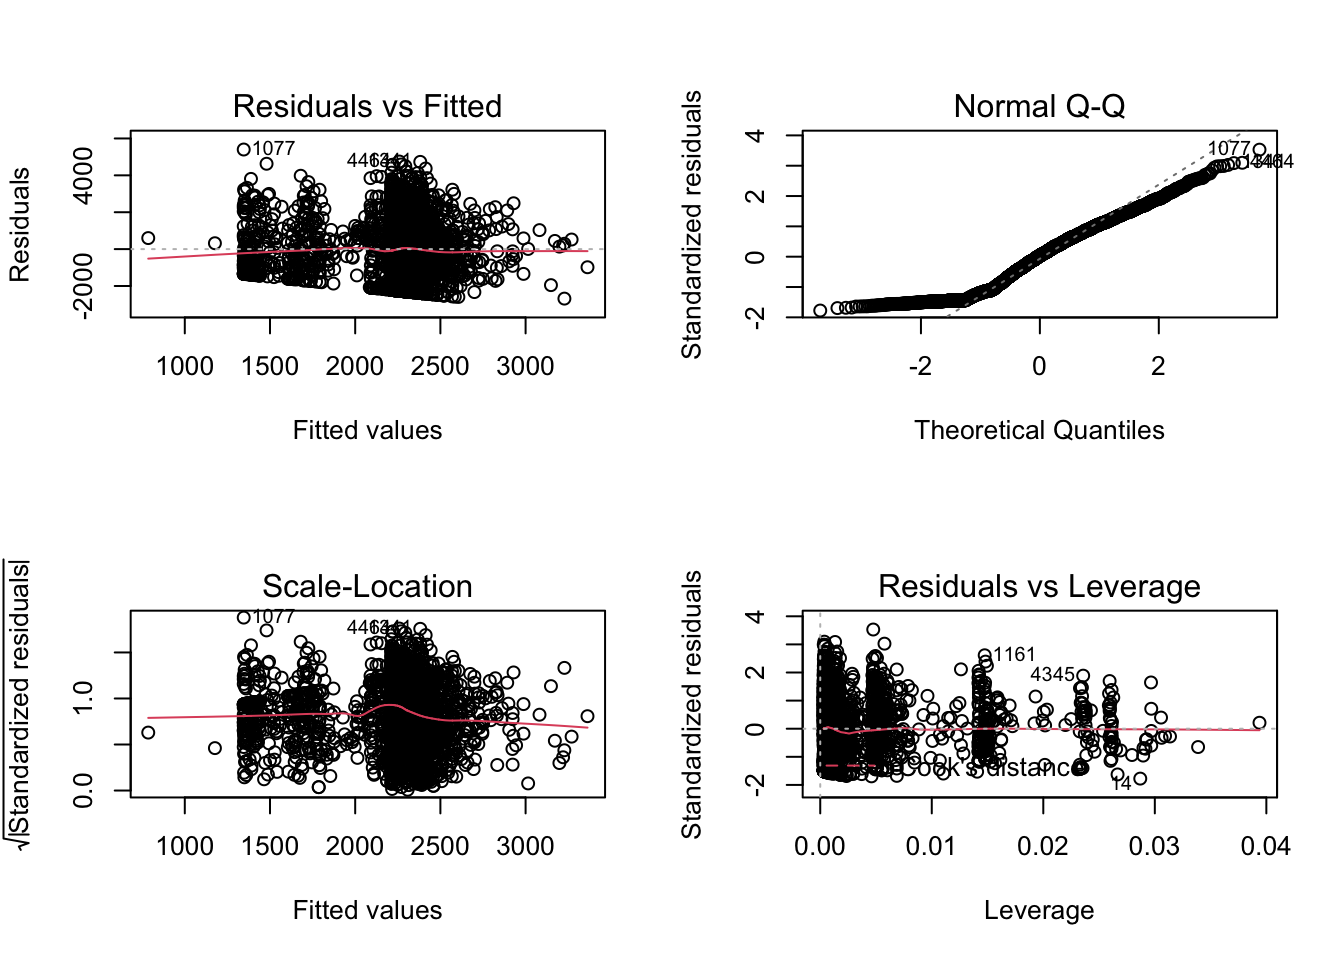 Residuals vs Fitted
Residuals
4000
-2000
1077
1000 1500 2000 2500 3000
Fitted values
Normal Q-Q
Standardized residuals
4
2
0
-2
1077
-2 0 2
Theoretical Quantiles
Scale-Location
√|Standardized residuals|
1.0
0.0
1077
1000 1500 2000 2500 3000
Fitted values
Residuals vs Leverage
Standardized residuals
4
2
0
-2
1161
4345
Cook's distance
14
0.00 0.01 0.02 0.03 0.04
Leverage